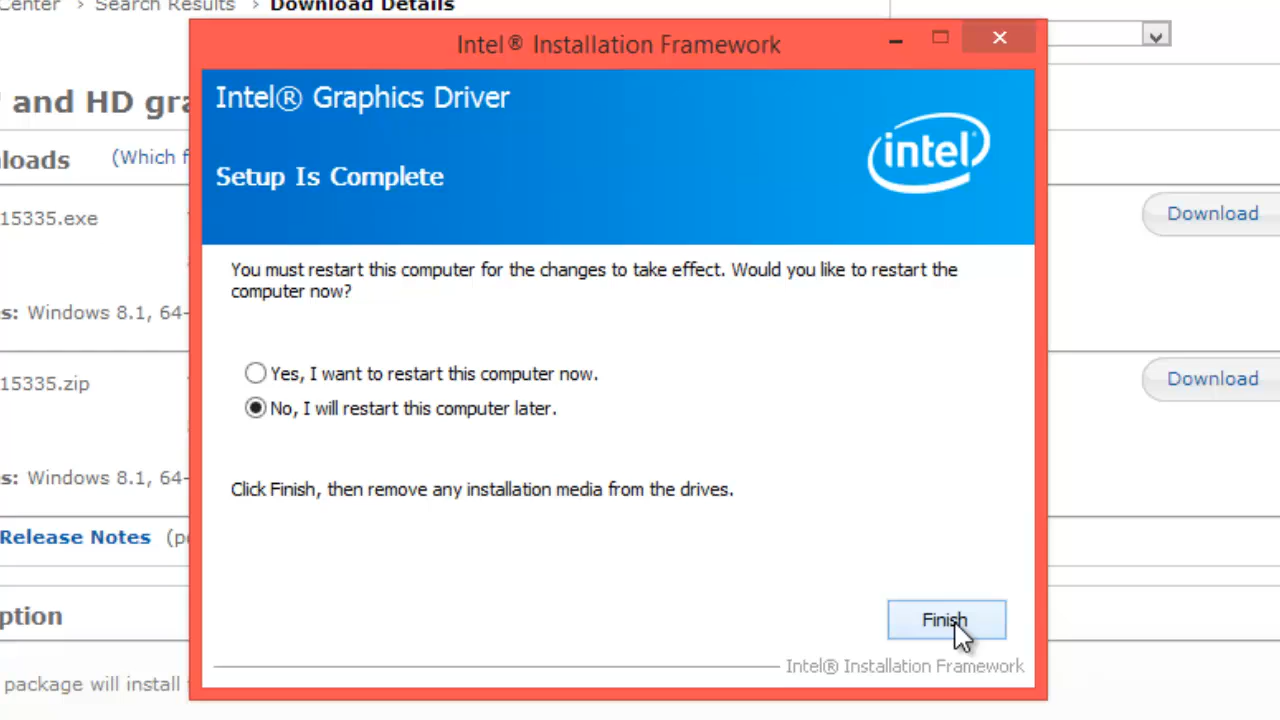 Center > Search Results > Download Details
Intel® Installation Framework
Intel® Graphics Driver
intel
Setup Is Complete
and HD gra
loads (Which f
15335.exe
Download
s: Windows 8.1, 64-
15335.zip
Download
s: Windows 8.1, 64-
Release Notes (po
ption
package will install
You must restart this computer for the changes to take effect. Would you like to restart the
computer now?
Yes, I want to restart this computer now.
No, I will restart this computer later.
Click Finish, then remove any installation media from the drives.
Finish
Intel® Installation Framework